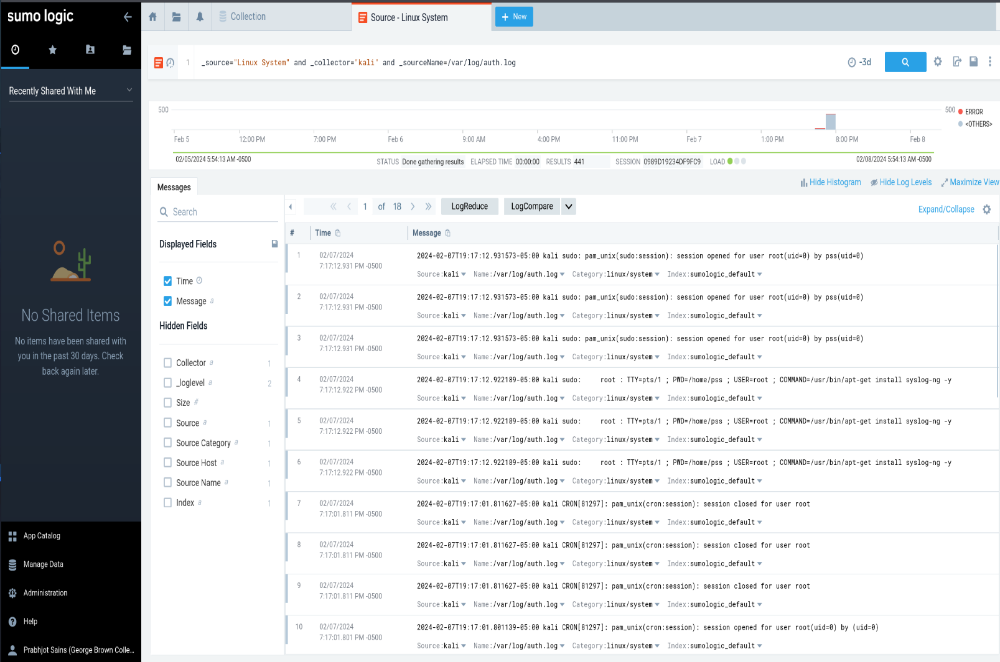 sumo logic
Recently Shared With Me
No Shared Items
No items have been shared with
you in the past 30 days. Check
back again later.
App Catalog
Manage Data
Administration
Help
Prabhjot Sains (George Brown Colle...
Collection
Source - Linux System
+ New
1 _source="Linux System" and _collector="kali" and _sourceName=/var/log/auth.log
-3d
500
500
ERROR
<OTHERS>
Feb 5 12:00 PM 7:00 PM Feb 6 9:00 AM 4:00 PM 11:00 PM Feb 7 1:00 PM 8:00 PM Feb 8
02/05/2024 5:54:13 AM -0500
STATUS Done gathering results ELAPSED TIME 00:00:00 RESULTS 441 SESSION 0989D19234DF9FC9 LOAD
02/08/2024 5:54:13 AM -0500
Hide Histogram Hide Log Levels Maximize View
Messages
Search
Displayed Fields
Time
Message a
Hidden Fields
Collector a 1
_loglevel a 2
Size #
Source a 1
Source Category a 1
Source Host a 1
Source Name a 1
Index a 1
« ‹ 1 of 18 › » LogReduce LogCompare
Expand/Collapse
# Time Message
1 02/07/2024 2024-02-07T19:17:12.931573-05:00 kali sudo: pam_unix(sudo:session): session opened for user root(uid=0) by pss(uid=0)
7:17:12.931 PM -0500
Source:kali Name:/var/log/auth.log Category:linux/system Index:sumologic_default
2 02/07/2024 2024-02-07T19:17:12.931573-05:00 kali sudo: pam_unix(sudo:session): session opened for user root(uid=0) by pss(uid=0)
7:17:12.931 PM -0500
Source:kali Name:/var/log/auth.log Category:linux/system Index:sumologic_default
3 02/07/2024 2024-02-07T19:17:12.931573-05:00 kali sudo: pam_unix(sudo:session): session opened for user root(uid=0) by pss(uid=0)
7:17:12.931 PM -0500
Source:kali Name:/var/log/auth.log Category:linux/system Index:sumologic_default
4 02/07/2024 2024-02-07T19:17:12.922189-05:00 kali sudo: root : TTY=pts/1 ; PWD=/home/pss ; USER=root ; COMMAND=/usr/bin/apt-get install syslog-ng -y
7:17:12.922 PM -0500
Source:kali Name:/var/log/auth.log Category:linux/system Index:sumologic_default
5 02/07/2024 2024-02-07T19:17:12.922189-05:00 kali sudo: root : TTY=pts/1 ; PWD=/home/pss ; USER=root ; COMMAND=/usr/bin/apt-get install syslog-ng -y
7:17:12.922 PM -0500
Source:kali Name:/var/log/auth.log Category:linux/system Index:sumologic_default
6 02/07/2024 2024-02-07T19:17:12.922189-05:00 kali sudo: root : TTY=pts/1 ; PWD=/home/pss ; USER=root ; COMMAND=/usr/bin/apt-get install syslog-ng -y
7:17:12.922 PM -0500
Source:kali Name:/var/log/auth.log Category:linux/system Index:sumologic_default
7 02/07/2024 2024-02-07T19:17:01.811627-05:00 kali CRON[81297]: pam_unix(cron:session): session closed for user root
7:17:01.811 PM -0500
Source:kali Name:/var/log/auth.log Category:linux/system Index:sumologic_default
8 02/07/2024 2024-02-07T19:17:01.811627-05:00 kali CRON[81297]: pam_unix(cron:session): session closed for user root
7:17:01.811 PM -0500
Source:kali Name:/var/log/auth.log Category:linux/system Index:sumologic_default
9 02/07/2024 2024-02-07T19:17:01.811627-05:00 kali CRON[81297]: pam_unix(cron:session): session closed for user root
7:17:01.811 PM -0500
Source:kali Name:/var/log/auth.log Category:linux/system Index:sumologic_default
10 02/07/2024 2024-02-07T19:17:01.801139-05:00 kali CRON[81297]: pam_unix(cron:session): session opened for user root(uid=0) by (uid=0)
7:17:01.801 PM -0500
Source:kali Name:/var/log/auth.log Category:linux/system Index:sumologic_default